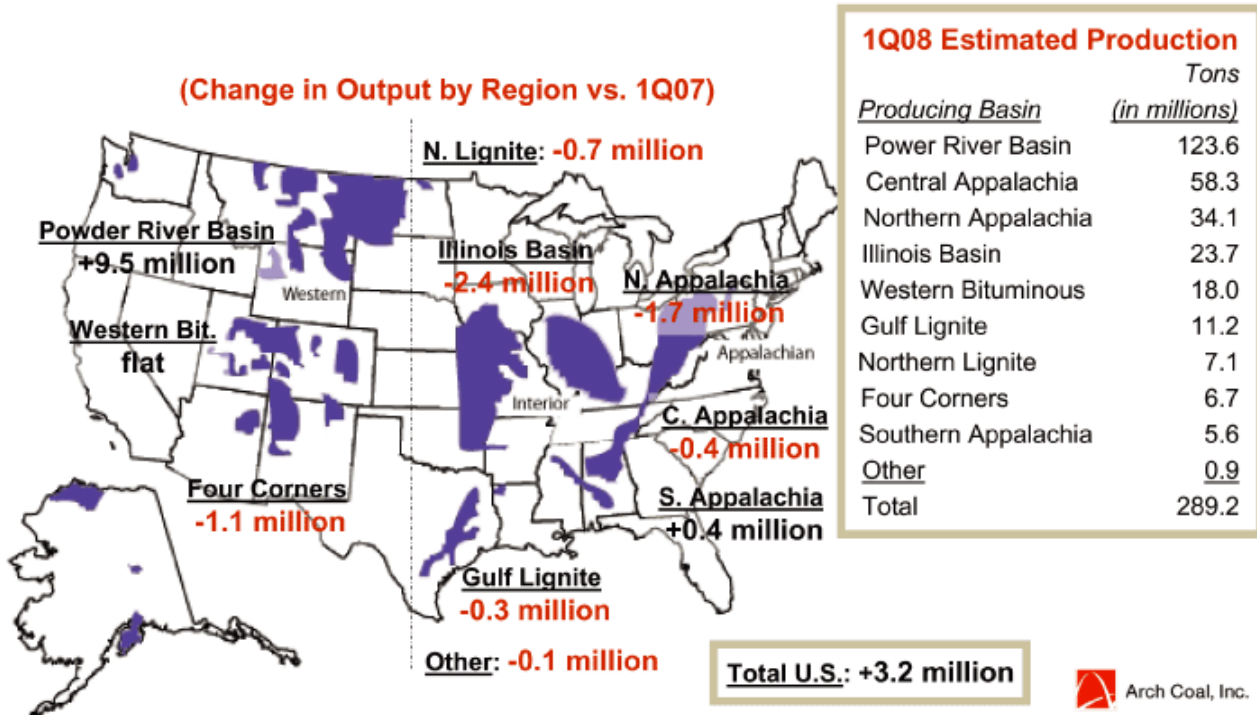 (Change in Output by Region vs. 1Q07)
N. Lignite: -0.7 million
Powder River Basin
+9.5 million
Western
Illinois Basin
-2.4 million
N. Appalachia
-1.7 million
Appalachian
Western Bit.
flat
Interior
C. Appalachia
-0.4 million
Four Corners
-1.1 million
S. Appalachia
+0.4 million
Gulf Lignite
-0.3 million
Other: -0.1 million
Total U.S.: +3.2 million
1Q08 Estimated Production
Tons
Producing Basin (in millions)
Power River Basin 123.6
Central Appalachia 58.3
Northern Appalachia 34.1
Illinois Basin 23.7
Western Bituminous 18.0
Gulf Lignite 11.2
Northern Lignite 7.1
Four Corners 6.7
Southern Appalachia 5.6
Other 0.9
Total 289.2
Arch Coal, Inc.